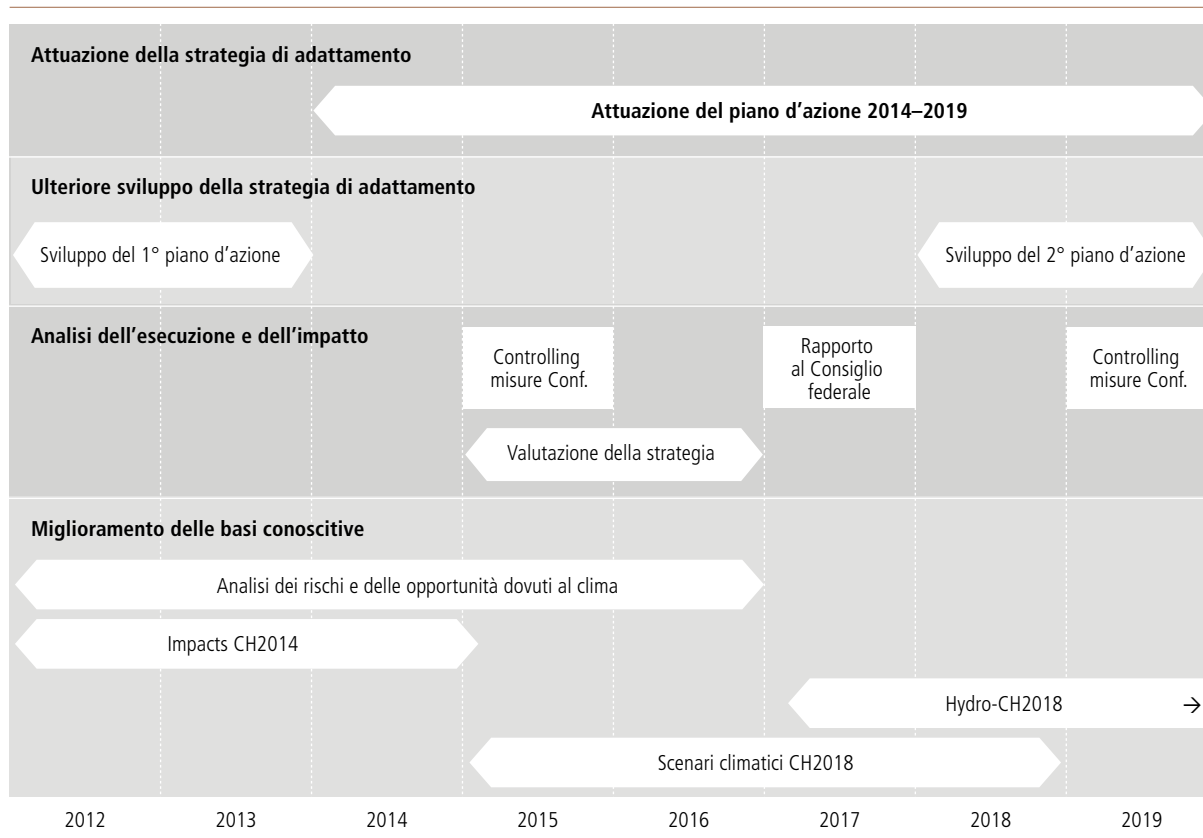 Attuazione della strategia di adattamento
Attuazione del piano d'azione 2014–2019
Ulteriore sviluppo della strategia di adattamento
Sviluppo del 1° piano d'azione
Sviluppo del 2° piano d'azione
Analisi dell'esecuzione e dell'impatto
Controlling
misure Conf.
Rapporto
al Consiglio
federale
Controlling
misure Conf.
Valutazione della strategia
Miglioramento delle basi conoscitive
Analisi dei rischi e delle opportunità dovuti al clima
Impacts CH2014
Hydro-CH2018 →
Scenari climatici CH2018
2012 2013 2014 2015 2016 2017 2018 2019